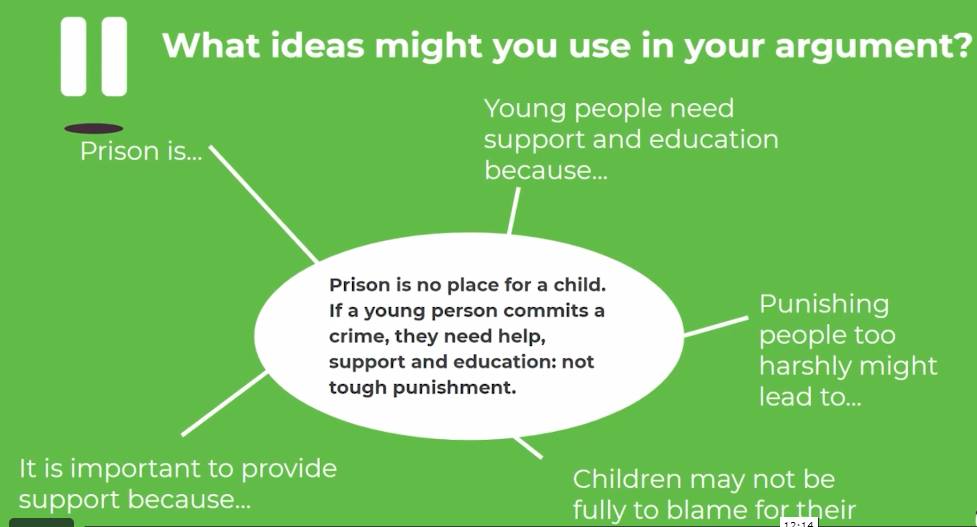 What ideas might you use in your argument?
Prison is...
Young people need
support and education
because...
Prison is no place for a child.
If a young person commits a
crime, they need help,
support and education: not
tough punishment.
Punishing
people too
harshly might
lead to...
It is important to provide
support because...
Children may not be
fully to blame for their
12:14